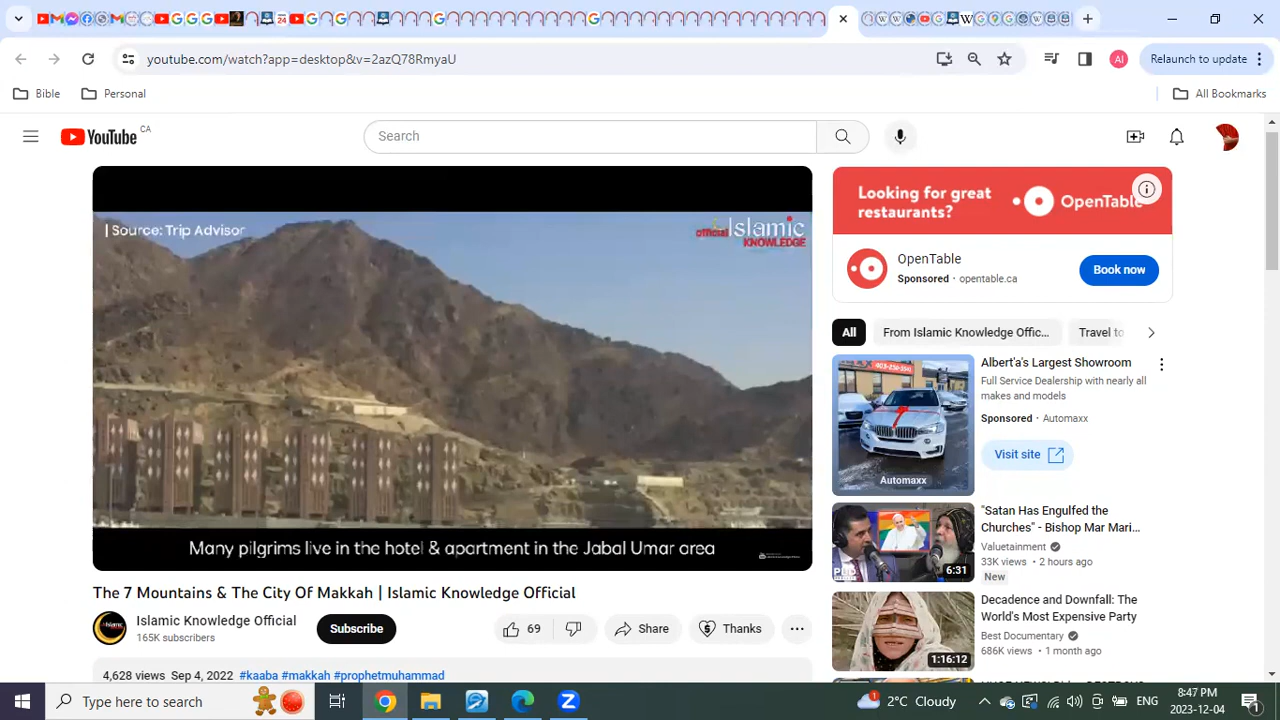 youtube.com/watch?app=desktop&v=2azQ78RmyaU
Relaunch to update
Bible
Personal
All Bookmarks
YouTube CA
Search
Looking for great restaurants?
OpenTable
OpenTable
Sponsored · opentable.ca
Book now
| Source: Trip Advisor
official Islamic KNOWLEDGE
Many pilgrims live in the hotel & apartment in the Jabal Umar area
All
From Islamic Knowledge Offic...
Travel to
Albert'a's Largest Showroom
Full Service Dealership with nearly all
makes and models
Sponsored · Automaxx
Visit site
Automaxx
"Satan Has Engulfed the
Churches" - Bishop Mar Mari...
Valuetainment
33K views • 2 hours ago
New
6:31
Decadence and Downfall: The
World's Most Expensive Party
Best Documentary
686K views • 1 month ago
1:16:12
The 7 Mountains & The City Of Makkah | Islamic Knowledge Official
Islamic Knowledge Official
165K subscribers
Subscribe
69
Share
Thanks
4,628 views Sep 4, 2022 #kaaba #makkah #prophetmuhammad
Type here to search
2°C Cloudy
ENG
8:47 PM
2023-12-04